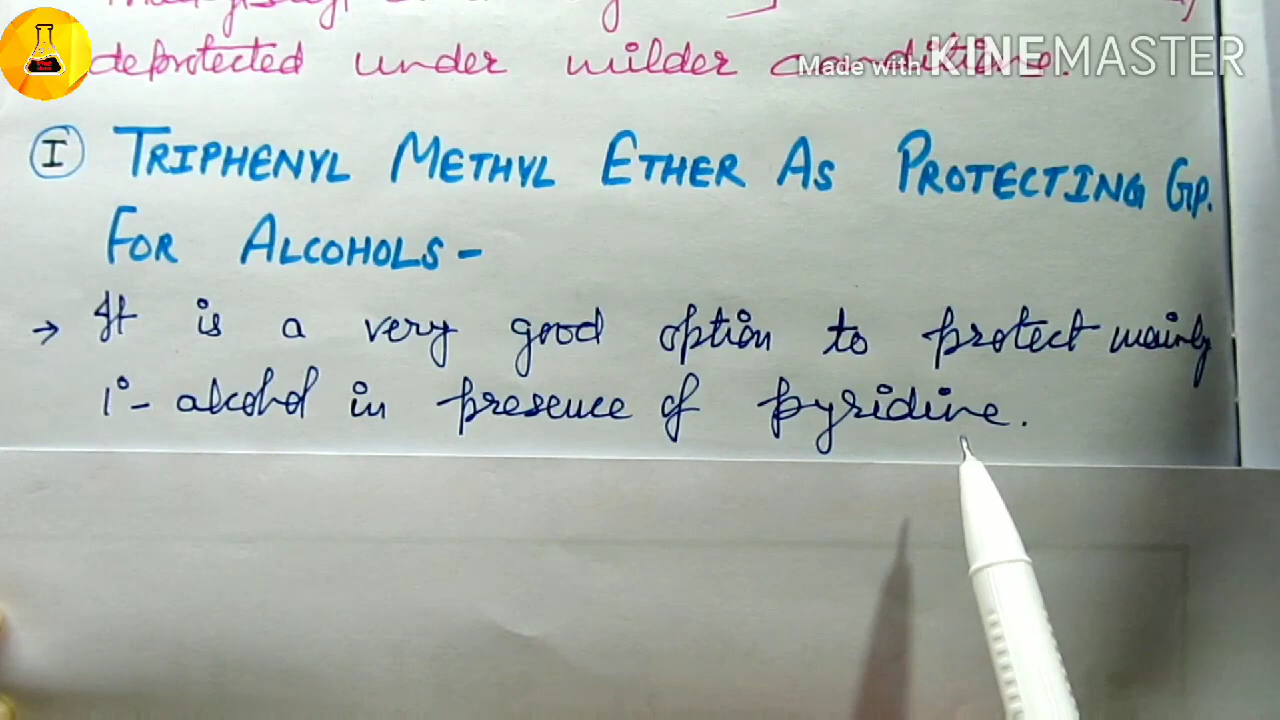 deprotected under milder conditions.
Made with KINEMASTER
I TRIPHENYL METHYL ETHER AS PROTECTING GP.
FOR ALCOHOLS-
→ It is a very good option to protect mainly
1°- alcohol in presence of pyridine.